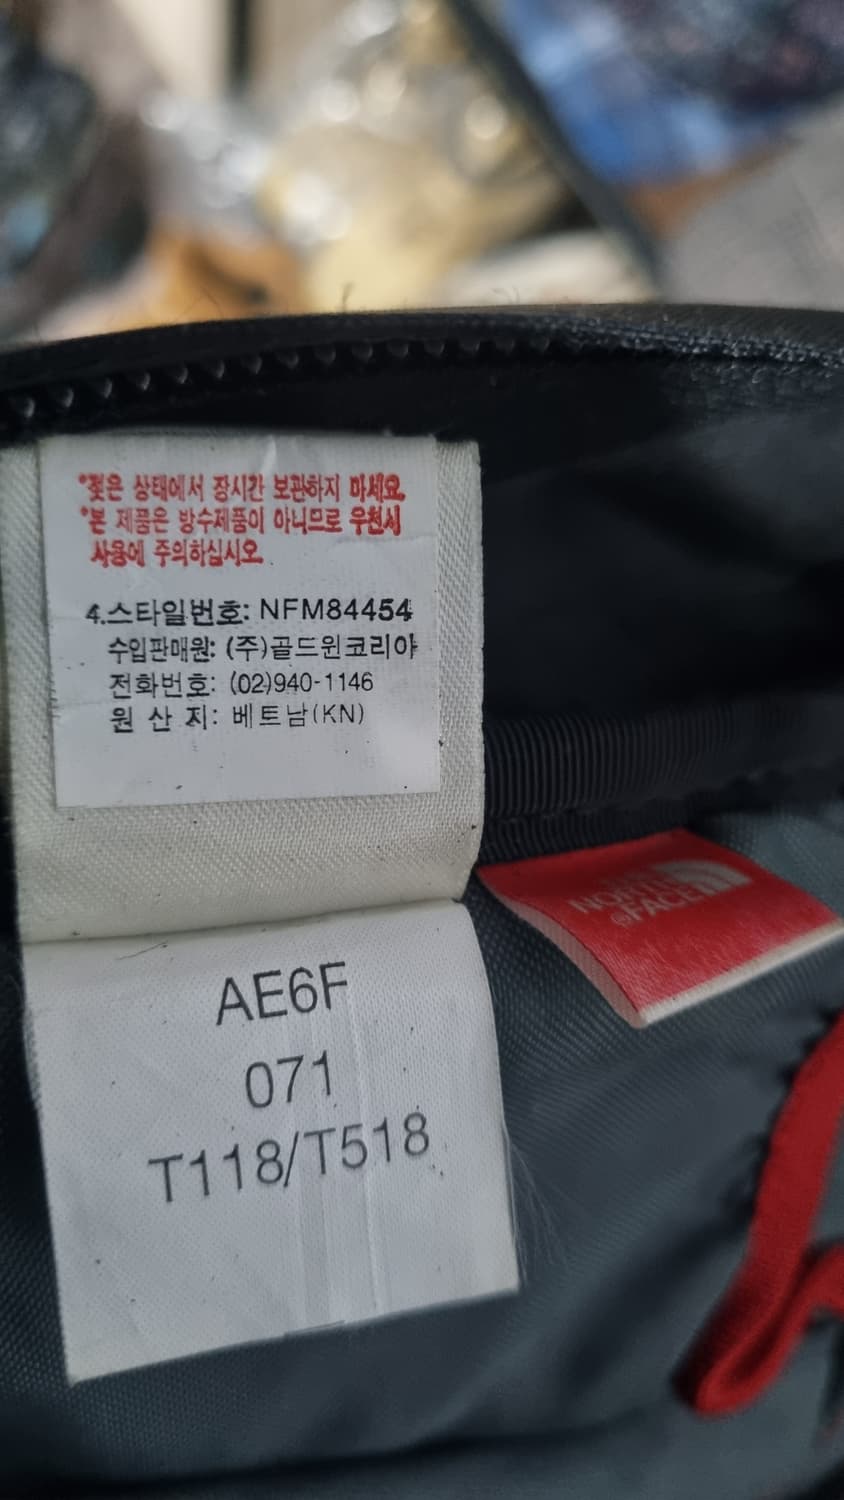 *젖은 상태에서 장시간 보관하지 마세요.
*본 제품은 방수제품이 아니므로 우천시
사용에 주의하십시오.
4.스타일번호: NFM84454
수입판매원: (주)골드윈코리아
전화번호: (02)940-1146
원 산 지: 베트남(KN)
NORTH
FACE
AE6F
071
T118/T518